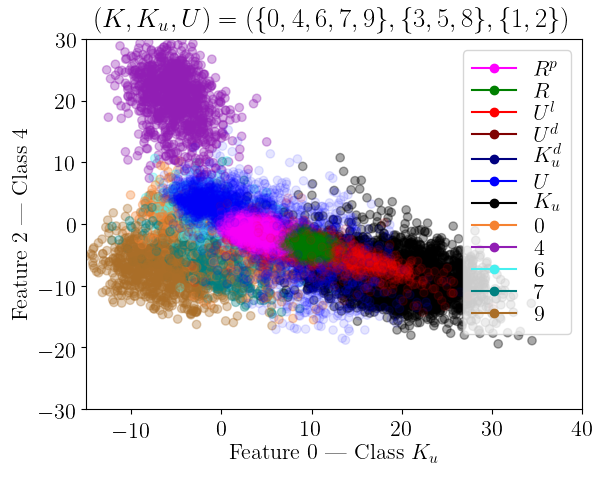 (K, K_u, U) = ({0, 4, 6, 7, 9}, {3, 5, 8}, {1, 2})
30
20
10
0
−10
−20
−30
Feature 2 — Class 4
R^p
R
U^l
U^d
K_u^d
U
K_u
0
4
6
7
9
−10
0
10
20
30
40
Feature 0 — Class K_u